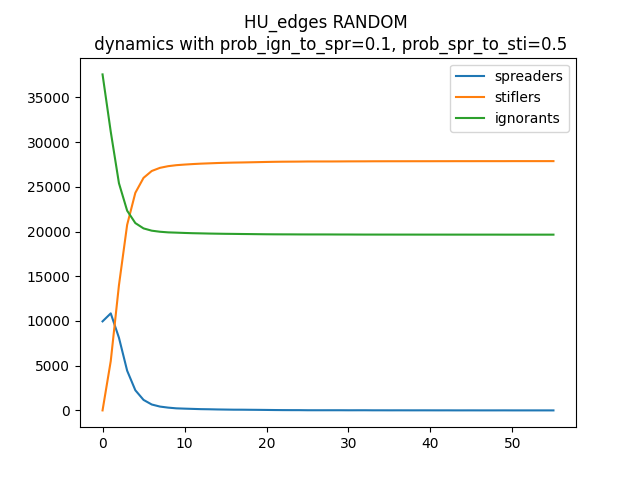 HU_edges RANDOM
dynamics with prob_ign_to_spr=0.1, prob_spr_to_sti=0.5
spreaders
stiflers
ignorants
35000
30000
25000
20000
15000
10000
5000
0
0 10 20 30 40 50